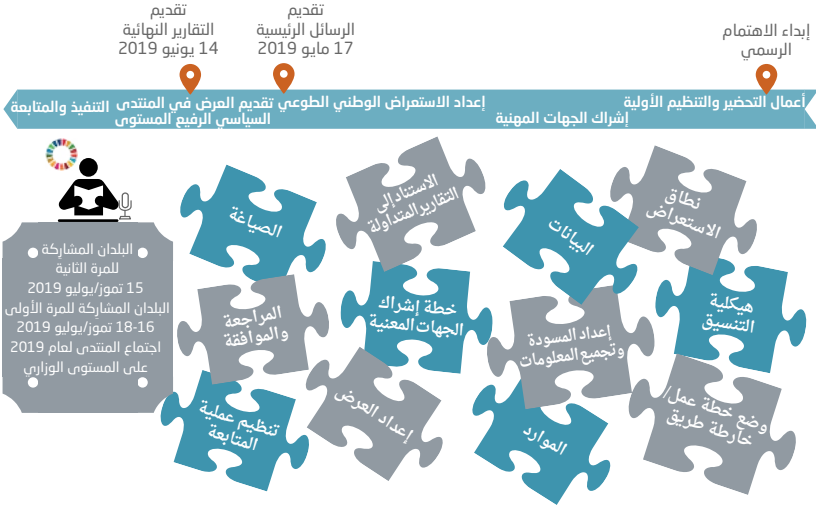 إبداء الاهتمام
الرسمي
تقديم
الرسائل الرئيسية
17 مايو 2019
تقديم
التقارير النهائية
14 يونيو 2019
أعمال التحضير والتنظيم الأولية
إشراك الجهات المهنية
إعداد الاستعراض الوطني الطوعي
تقديم العرض في المنتدى
السياسي الرفيع المستوى
التنفيذ والمتابعة
نطاق
الاستعراض
هيكلية
التنسيق
وضع خطة عمل/
خارطة طريق
البيانات
إعداد المسودة
وتجميع المعلومات
الموارد
الاستناد إلى
التقارير المتداولة
خطة إشراك
الجهات المعنية
إعداد العرض
الصياغة
المراجعة
والموافقة
تنظيم عملية
المتابعة
البلدان المشاركة
للمرة الثانية
15 تموز/يوليو 2019
البلدان المشاركة للمرة الأولى
16-18 تموز/يوليو 2019
اجتماع المنتدى لعام 2019
على المستوى الوزاري